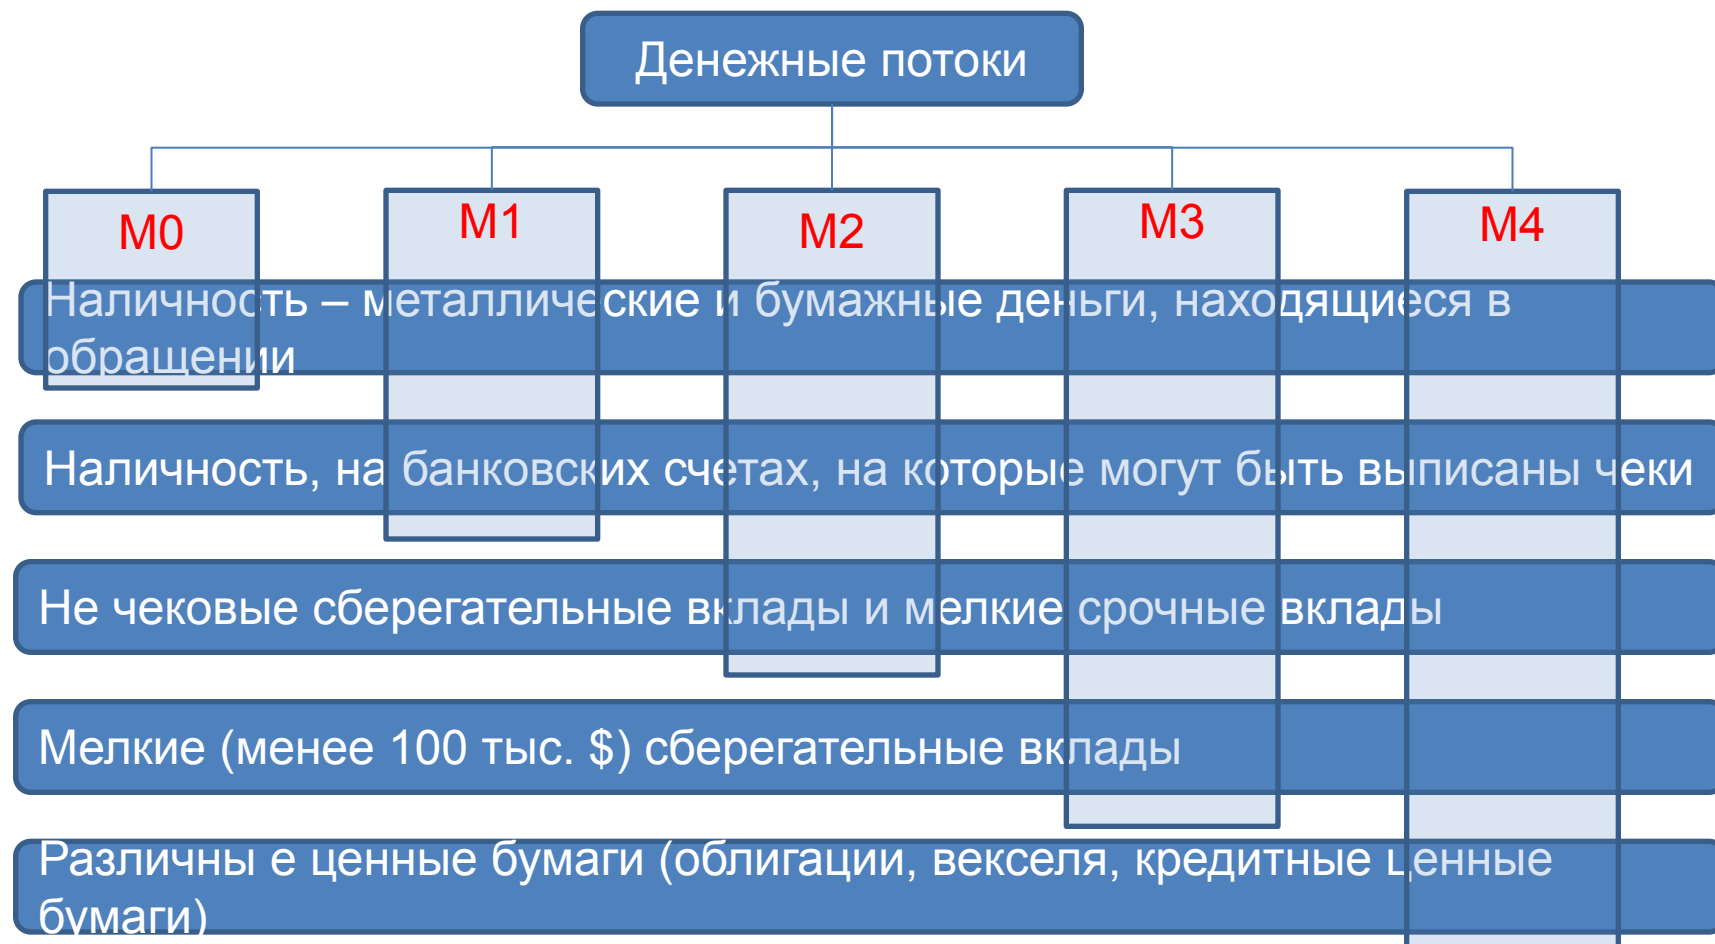 Денежные потоки
М0
М1
М2
М3
М4
Наличность – металлические и бумажные деньги, находящиеся в
обращении
Наличность, на банковских счетах, на которые могут быть выписаны чеки
Не чековые сберегательные вклады и мелкие срочные вклады
Мелкие (менее 100 тыс. $) сберегательные вклады
Различны е ценные бумаги (облигации, векселя, кредитные ценные
бумаги)